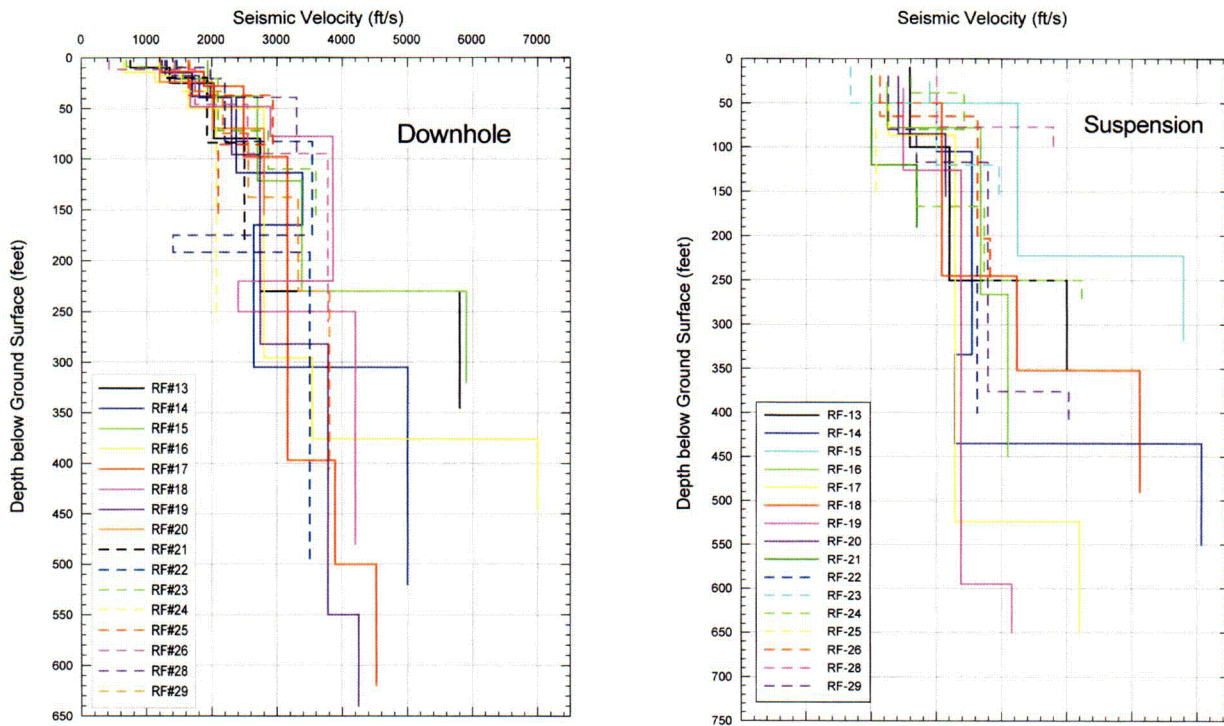 Seismic Velocity (ft/s)
0 1000 2000 3000 4000 5000 6000 7000
Depth below Ground Surface (feet)
0
50
100
150
200
250
300
350
400
450
500
550
600
650
Downhole
RF#13
RF#14
RF#15
RF#16
RF#17
RF#18
RF#19
RF#20
RF#21
RF#22
RF#23
RF#24
RF#25
RF#26
RF#28
RF#29
Seismic Velocity (ft/s)
Depth below Ground Surface (feet)
0
50
100
150
200
250
300
350
400
450
500
550
600
650
700
750
Suspension
RF-13
RF-14
RF-15
RF-16
RF-17
RF-18
RF-19
RF-20
RF-21
RF-22
RF-23
RF-24
RF-25
RF-26
RF-28
RF-29